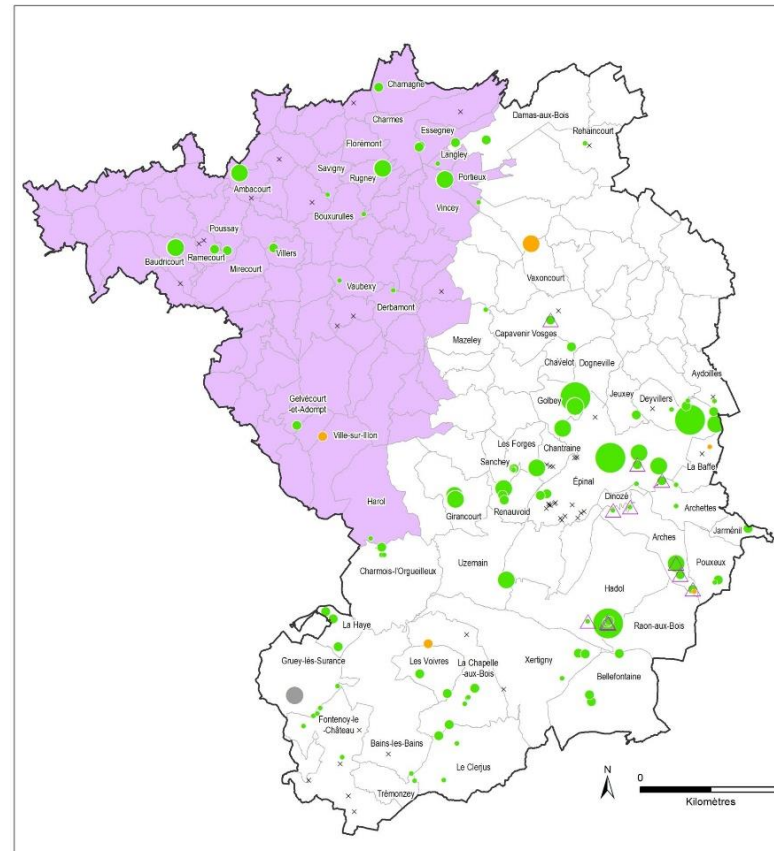 Chamagne
Charmes
Damas-aux-Bois
Essegney
Rehaincourt
Florémont
Langley
Savigny
Rugney
Portieux
Ambacourt
Bouxurulles
Vincey
Poussay
Ramecourt
Villers
Baudricourt
Mirecourt
Vaxoncourt
Vaubexy
Derbamont
Capavenir Vosges
Mazeley
Chavelot
Dogneville
Aydoilles
Golbey
Jeuxey
Deyvillers
Gelvécourt
-et-Adompt
Ville-sur-Illon
Les Forges
Chantraine
Sanchey
La Baffe
Épinal
Harol
Girancourt
Renauvoid
Dinozé
Archettes
Jarménil
Arches
Charmois-l'Orgueilleux
Uzemain
Pouxeux
Hadol
La Haye
Raon-aux-Bois
Gruey-lès-Surance
Les Voivres
La Chapelle
-aux-Bois
Xertigny
Bellefontaine
Fontenoy-le
-Château
Bains-les-Bains
Le Clerjus
Trémonzey
N
0
Kilomètres